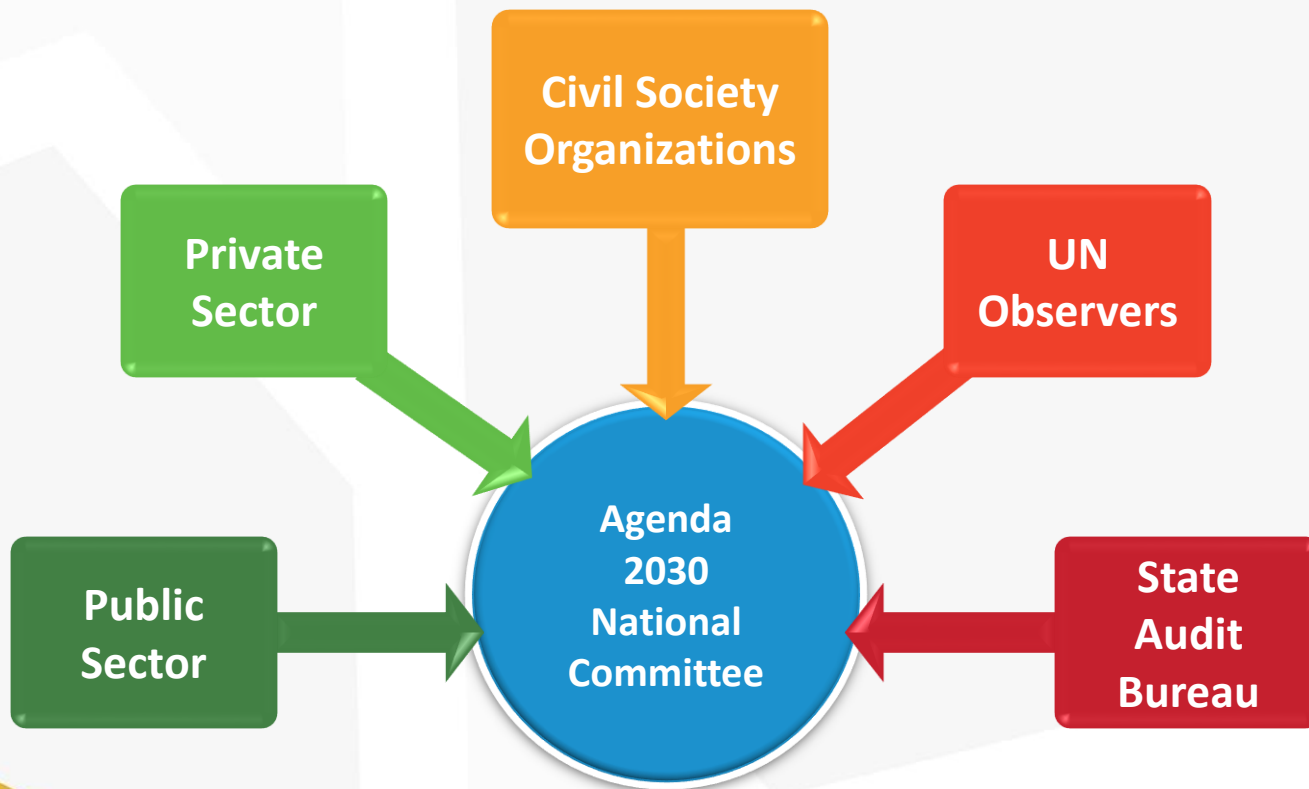 Civil Society
Organizations
Private
Sector
UN
Observers
Public
Sector
Agenda
2030
National
Committee
State
Audit
Bureau